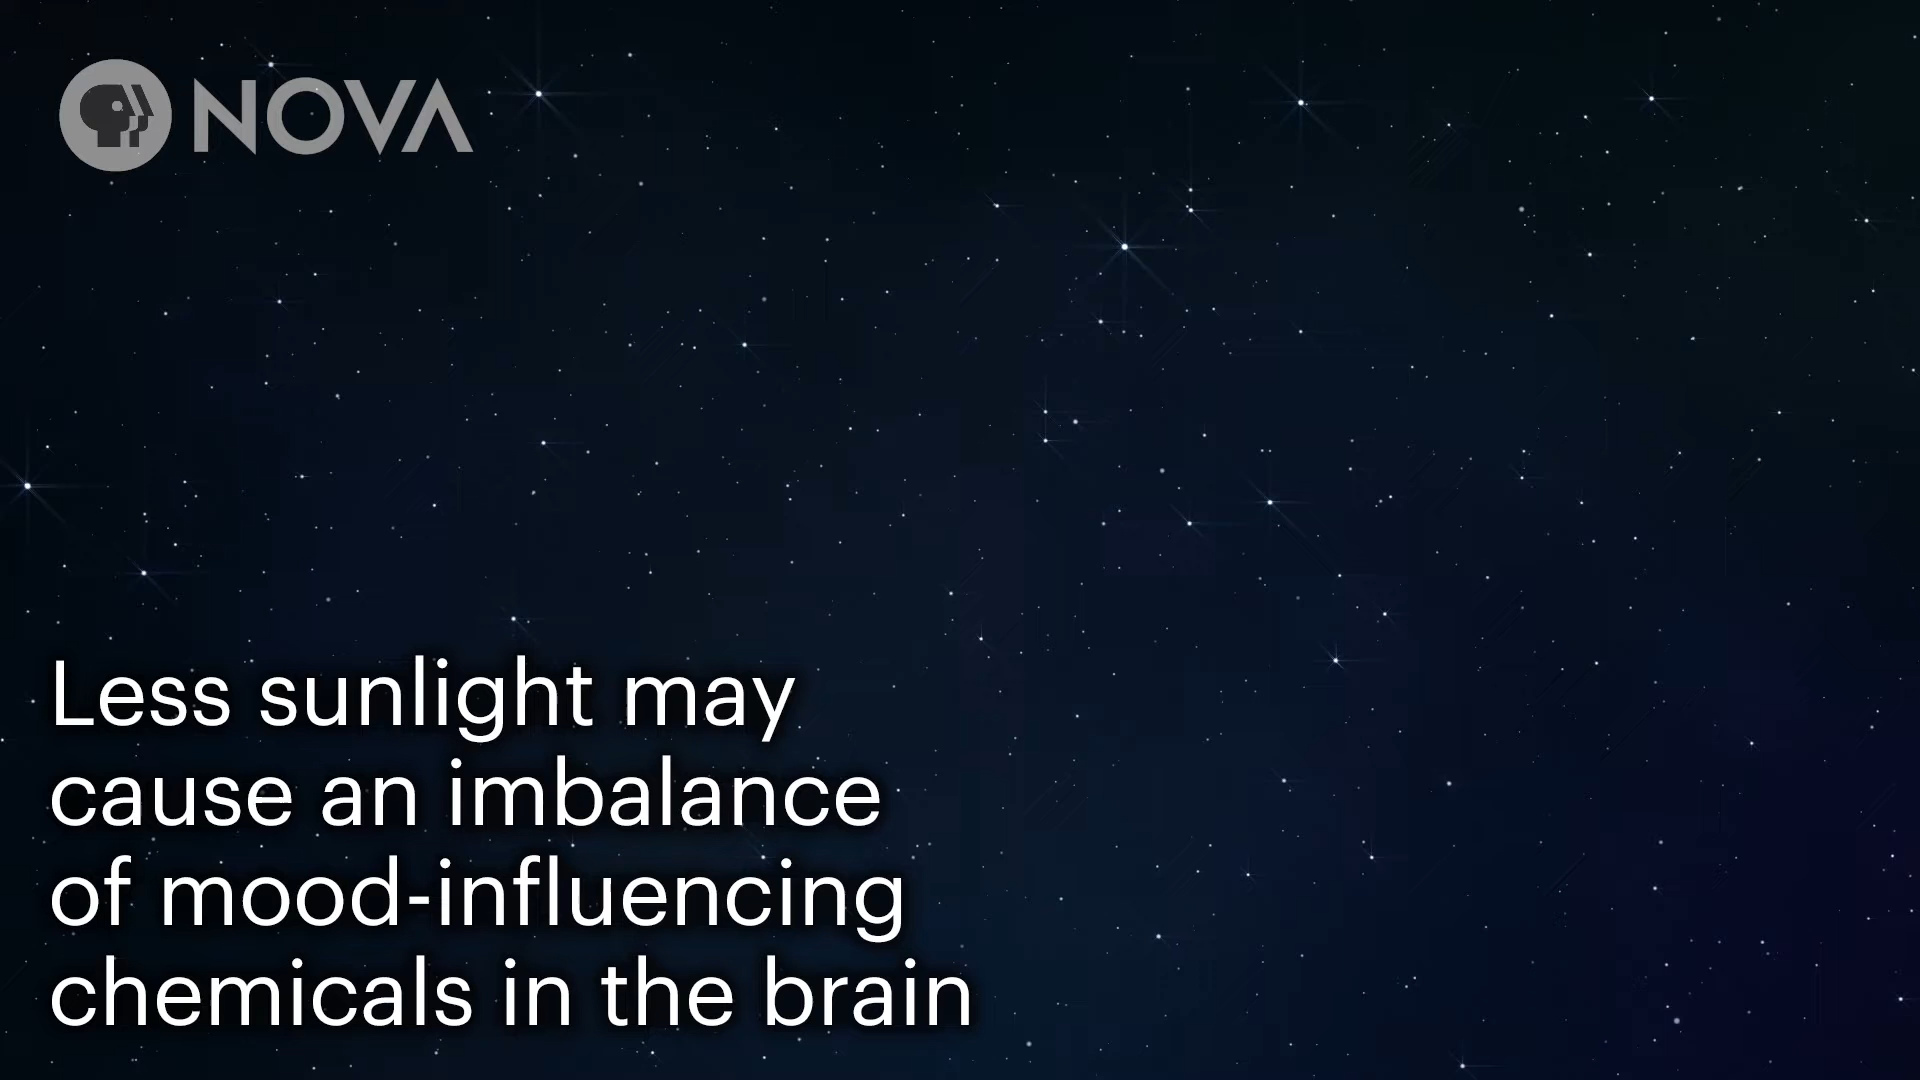 NOVA
Less sunlight may
cause an imbalance
of mood-influencing
chemicals in the brain